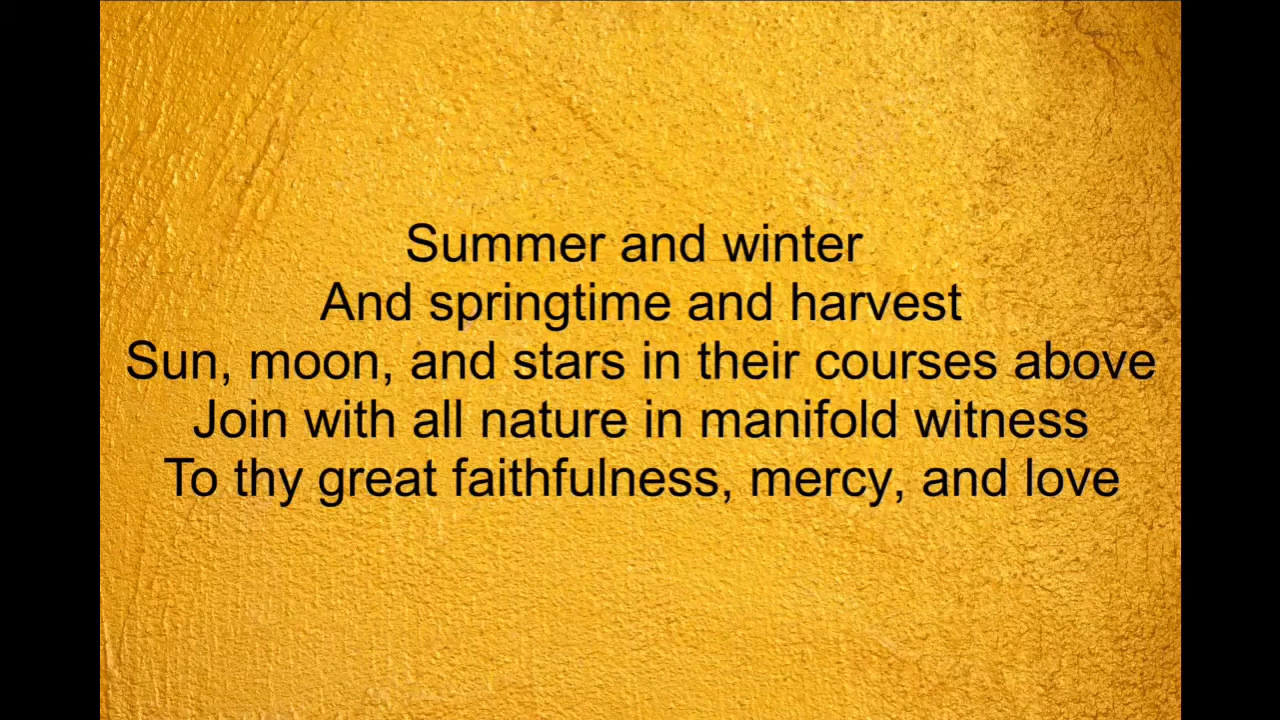 Summer and winter
And springtime and harvest
Sun, moon, and stars in their courses above
Join with all nature in manifold witness
To thy great faithfulness, mercy, and love